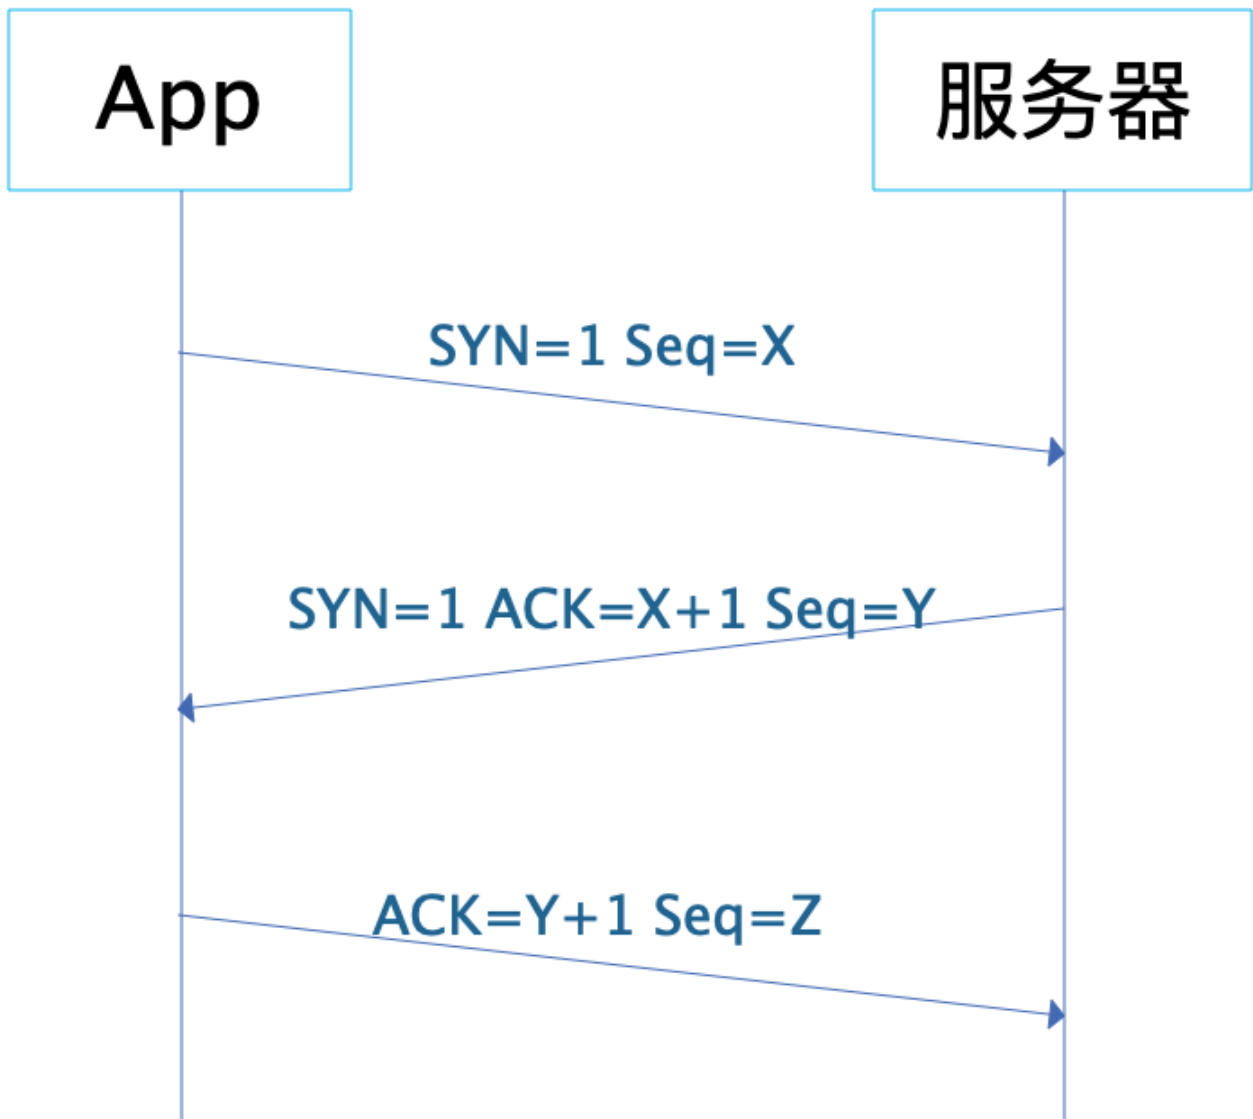 App
服务器
SYN=1 Seq=X
SYN=1 ACK=X+1 Seq=Y
ACK=Y+1 Seq=Z